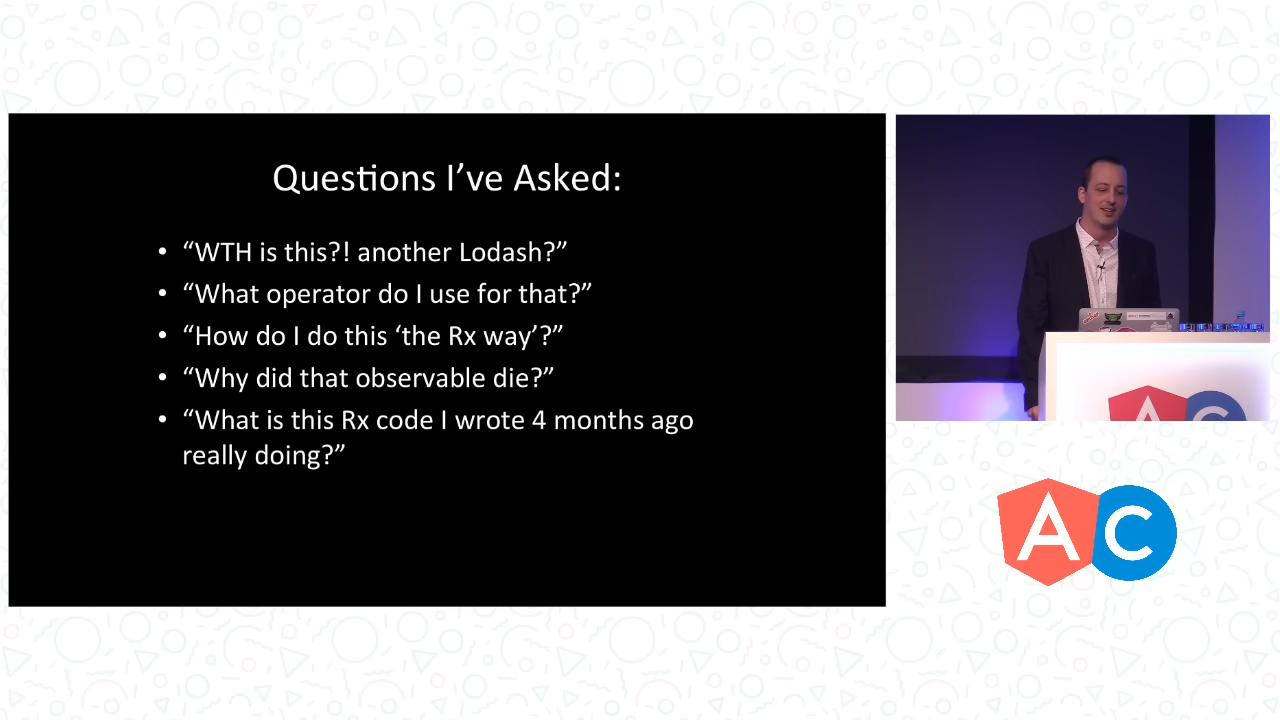 Questions I’ve Asked:
• “WTH is this?! another Lodash?”
• “What operator do I use for that?”
• “How do I do this ‘the Rx way’?”
• “Why did that observable die?”
• “What is this Rx code I wrote 4 months ago
really doing?”
A C
A C